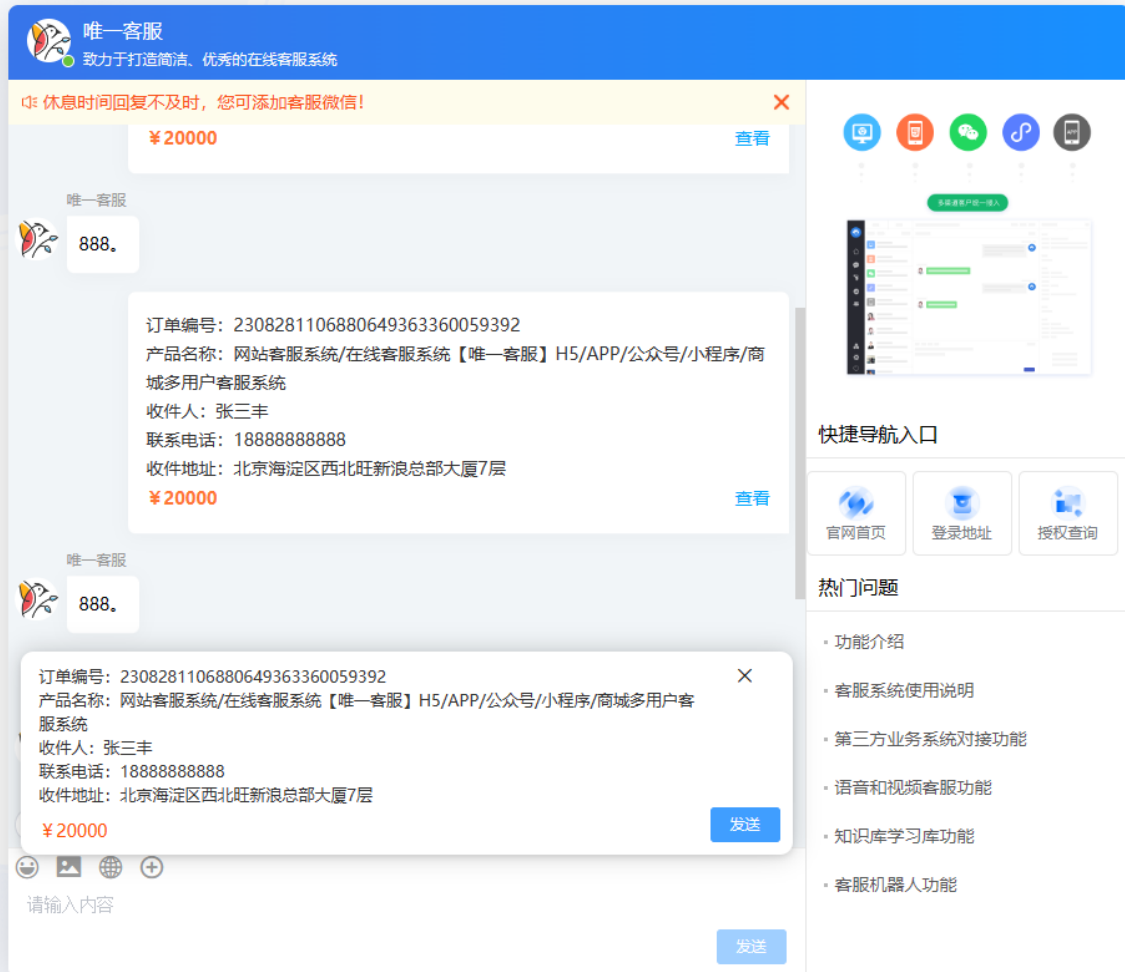 唯一客服
致力于打造简洁、优秀的在线客服系统
休息时间回复不及时，您可添加客服微信！
￥20000
查看
唯一客服
888。
订单编号：2308281106880649363360059392
产品名称：网站客服系统/在线客服系统【唯一客服】H5/APP/公众号/小程序/商
城多用户客服系统
收件人：张三丰
联系电话：18888888888
收件地址：北京海淀区西北旺新浪总部大厦7层
￥20000
查看
唯一客服
888。
订单编号：2308281106880649363360059392
产品名称：网站客服系统/在线客服系统【唯一客服】H5/APP/公众号/小程序/商城多用户客
服系统
收件人：张三丰
联系电话：18888888888
收件地址：北京海淀区西北旺新浪总部大厦7层
￥20000
发送
请输入内容
发送
APP
多渠道客户统一接入
快捷导航入口
官网首页
登录地址
授权查询
热门问题
功能介绍
客服系统使用说明
第三方业务系统对接功能
语音和视频客服功能
知识库学习库功能
客服机器人功能